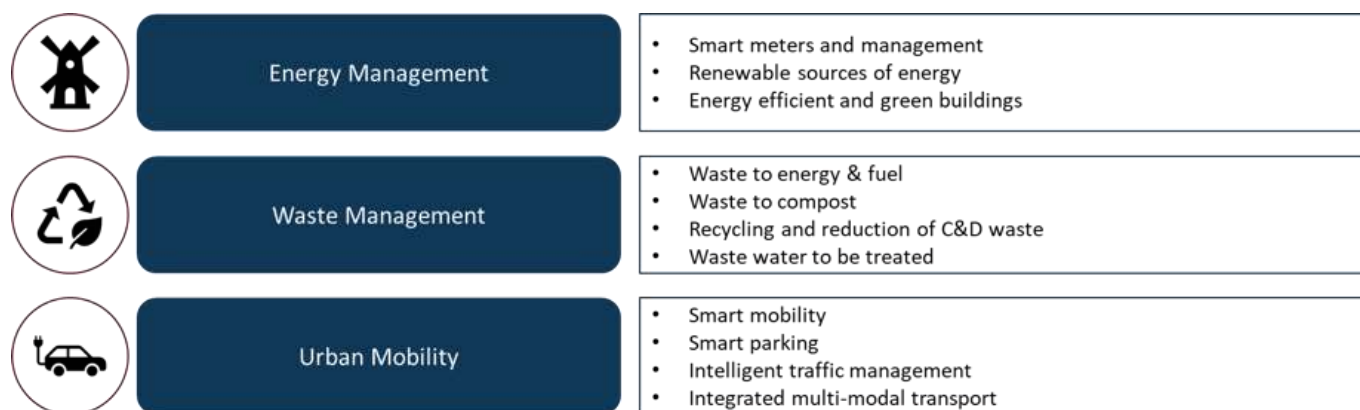 Energy Management
• Smart meters and management
• Renewable sources of energy
• Energy efficient and green buildings
Waste Management
• Waste to energy & fuel
• Waste to compost
• Recycling and reduction of C&D waste
• Waste water to be treated
Urban Mobility
• Smart mobility
• Smart parking
• Intelligent traffic management
• Integrated multi-modal transport